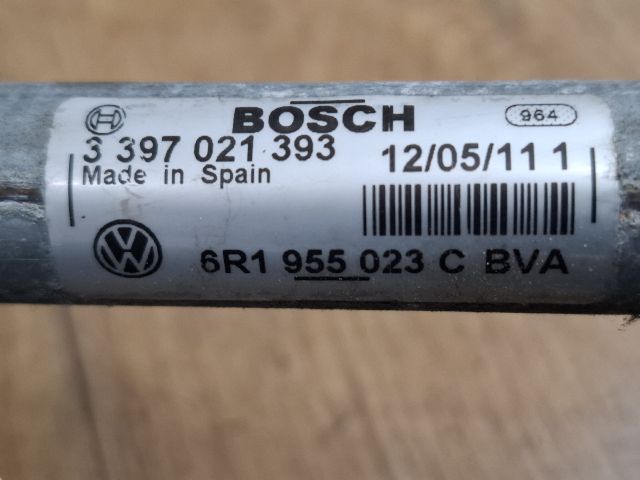 BOSCH
964
3 397 021 393
12/05/11 1
Made in Spain
6R1 955 023 C BVA